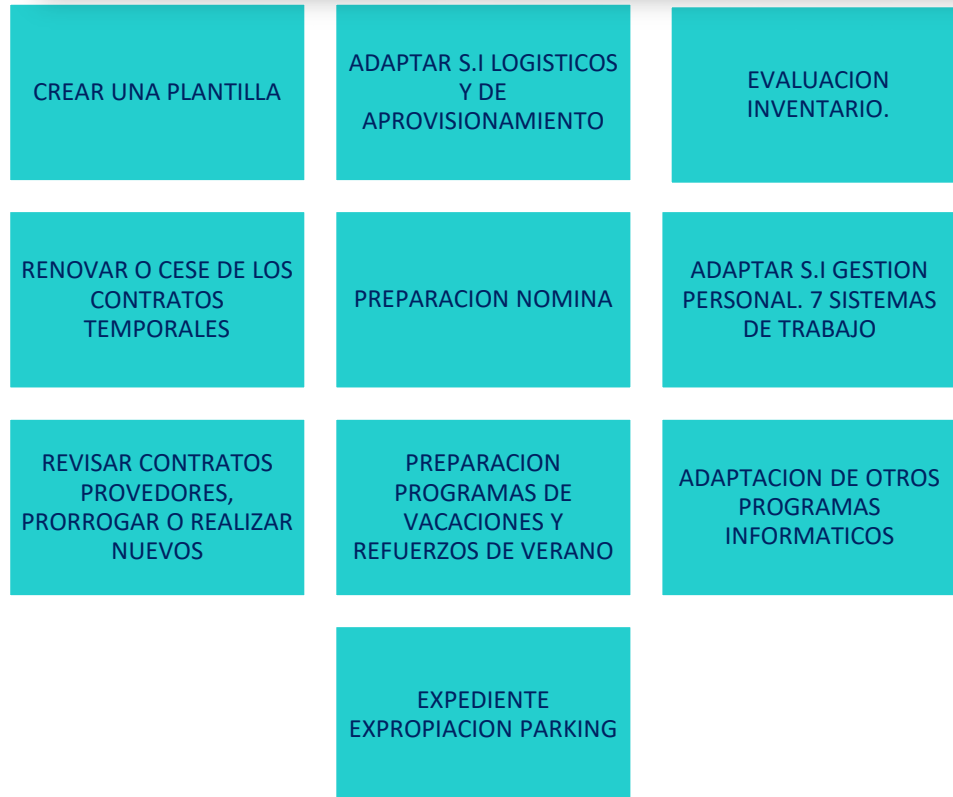 CREAR UNA PLANTILLA
ADAPTAR S.I LOGISTICOS
Y DE
APROVISIONAMIENTO
EVALUACION
INVENTARIO.
RENOVAR O CESE DE LOS
CONTRATOS
TEMPORALES
PREPARACION NOMINA
ADAPTAR S.I GESTION
PERSONAL. 7 SISTEMAS
DE TRABAJO
REVISAR CONTRATOS
PROVEDORES,
PRORROGAR O REALIZAR
NUEVOS
PREPARACION
PROGRAMAS DE
VACACIONES Y
REFUERZOS DE VERANO
ADAPTACION DE OTROS
PROGRAMAS
INFORMATICOS
EXPEDIENTE
EXPROPIACION PARKING